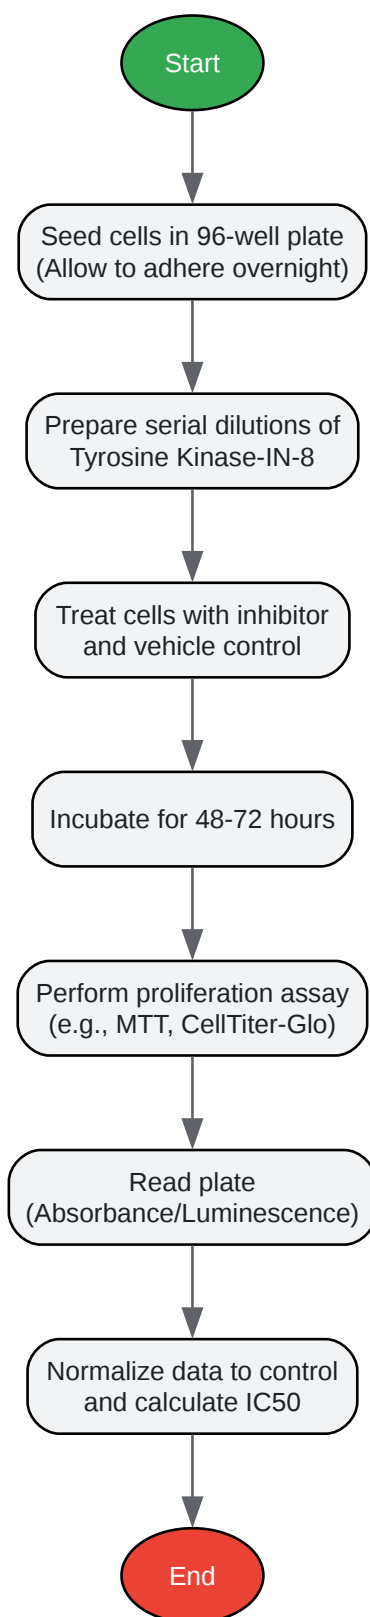 Start
Seed cells in 96-well plate
(Allow to adhere overnight)
Prepare serial dilutions of
Tyrosine Kinase-IN-8
Treat cells with inhibitor
and vehicle control
Incubate for 48-72 hours
Perform proliferation assay
(e.g., MTT, CellTiter-Glo)
Read plate
(Absorbance/Luminescence)
Normalize data to control
and calculate IC50
End